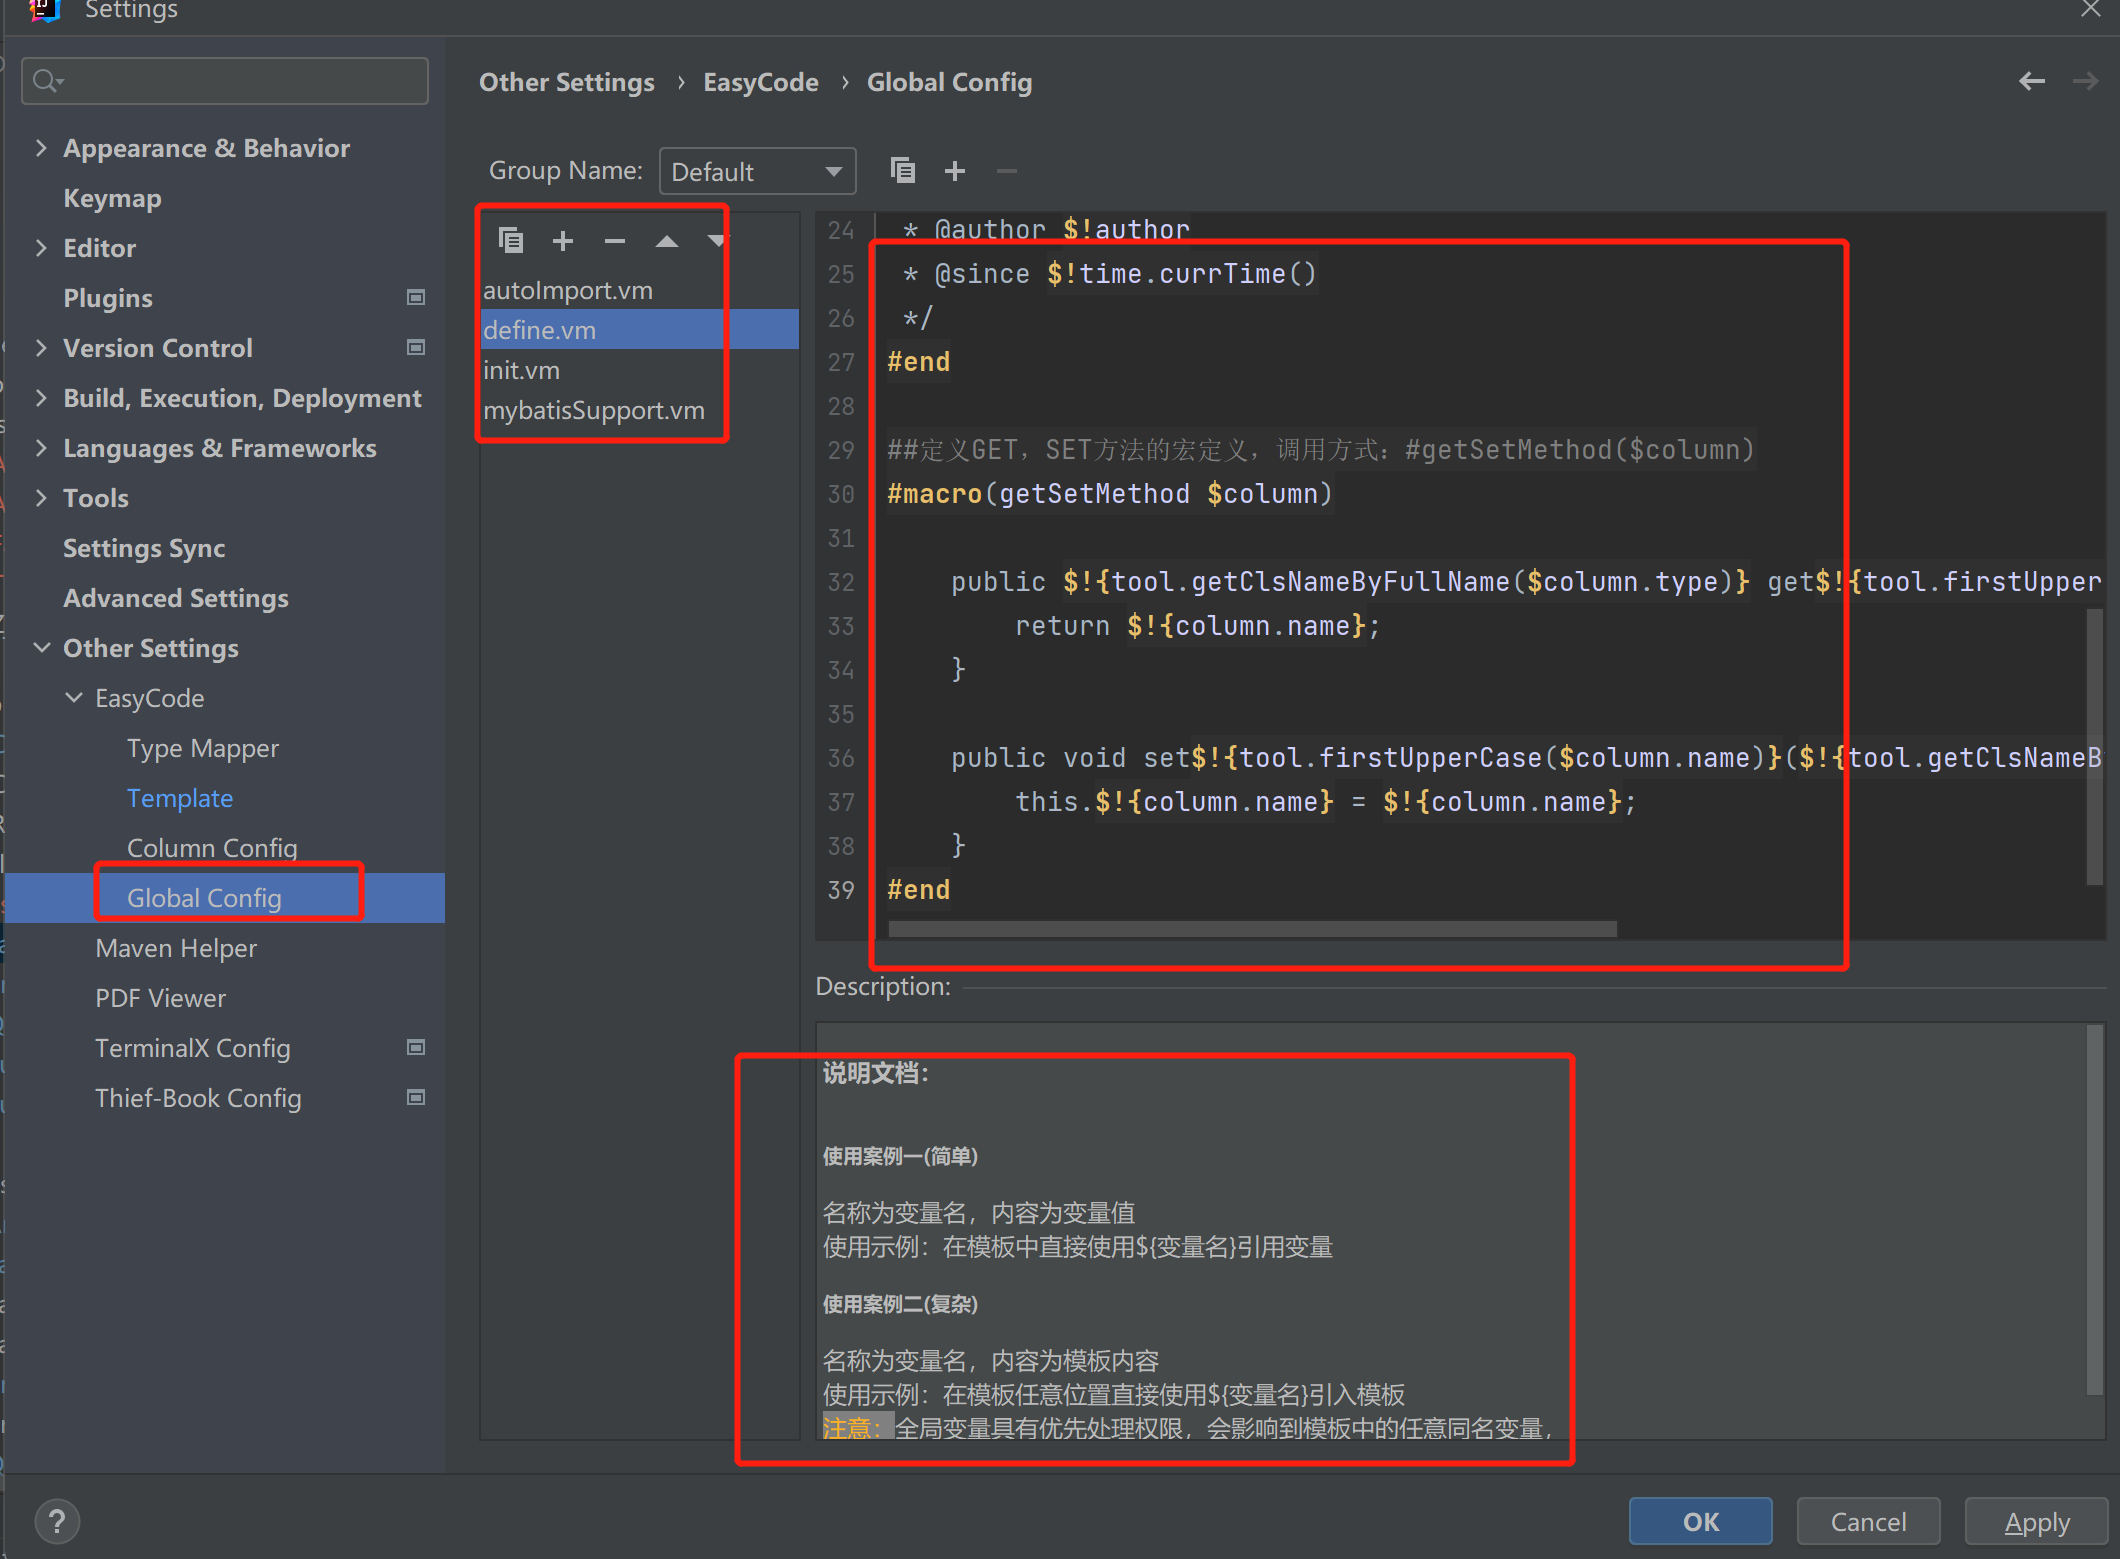 Settings
Other Settings › EasyCode › Global Config
Appearance & Behavior
Keymap
Editor
Plugins
Version Control
Build, Execution, Deployment
Languages & Frameworks
Tools
Settings Sync
Advanced Settings
Other Settings
EasyCode
Type Mapper
Template
Column Config
Global Config
Maven Helper
PDF Viewer
TerminalX Config
Thief-Book Config
Group Name: Default
autoImport.vm
define.vm
init.vm
mybatisSupport.vm
24 * @author $!author
25 * @since $!time.currTime()
26 */
27 #end
28
29 ##定义GET，SET方法的宏定义，调用方式：#getSetMethod($column)
30 #macro(getSetMethod $column)
31
32 public $!{tool.getClsNameByFullName($column.type)} get$!{tool.firstUpper
33 return $!{column.name};
34 }
35
36 public void set$!{tool.firstUpperCase($column.name)}($!{tool.getClsNameB
37 this.$!{column.name} = $!{column.name};
38 }
39 #end
Description:
说明文档：
使用案例一(简单)
名称为变量名，内容为变量值
使用示例：在模板中直接使用${变量名}引用变量
使用案例二(复杂)
名称为变量名，内容为模板内容
使用示例：在模板任意位置直接使用${变量名}引入模板
注意：全局变量具有优先处理权限，会影响到模板中的任意同名变量，
?
OK
Cancel
Apply